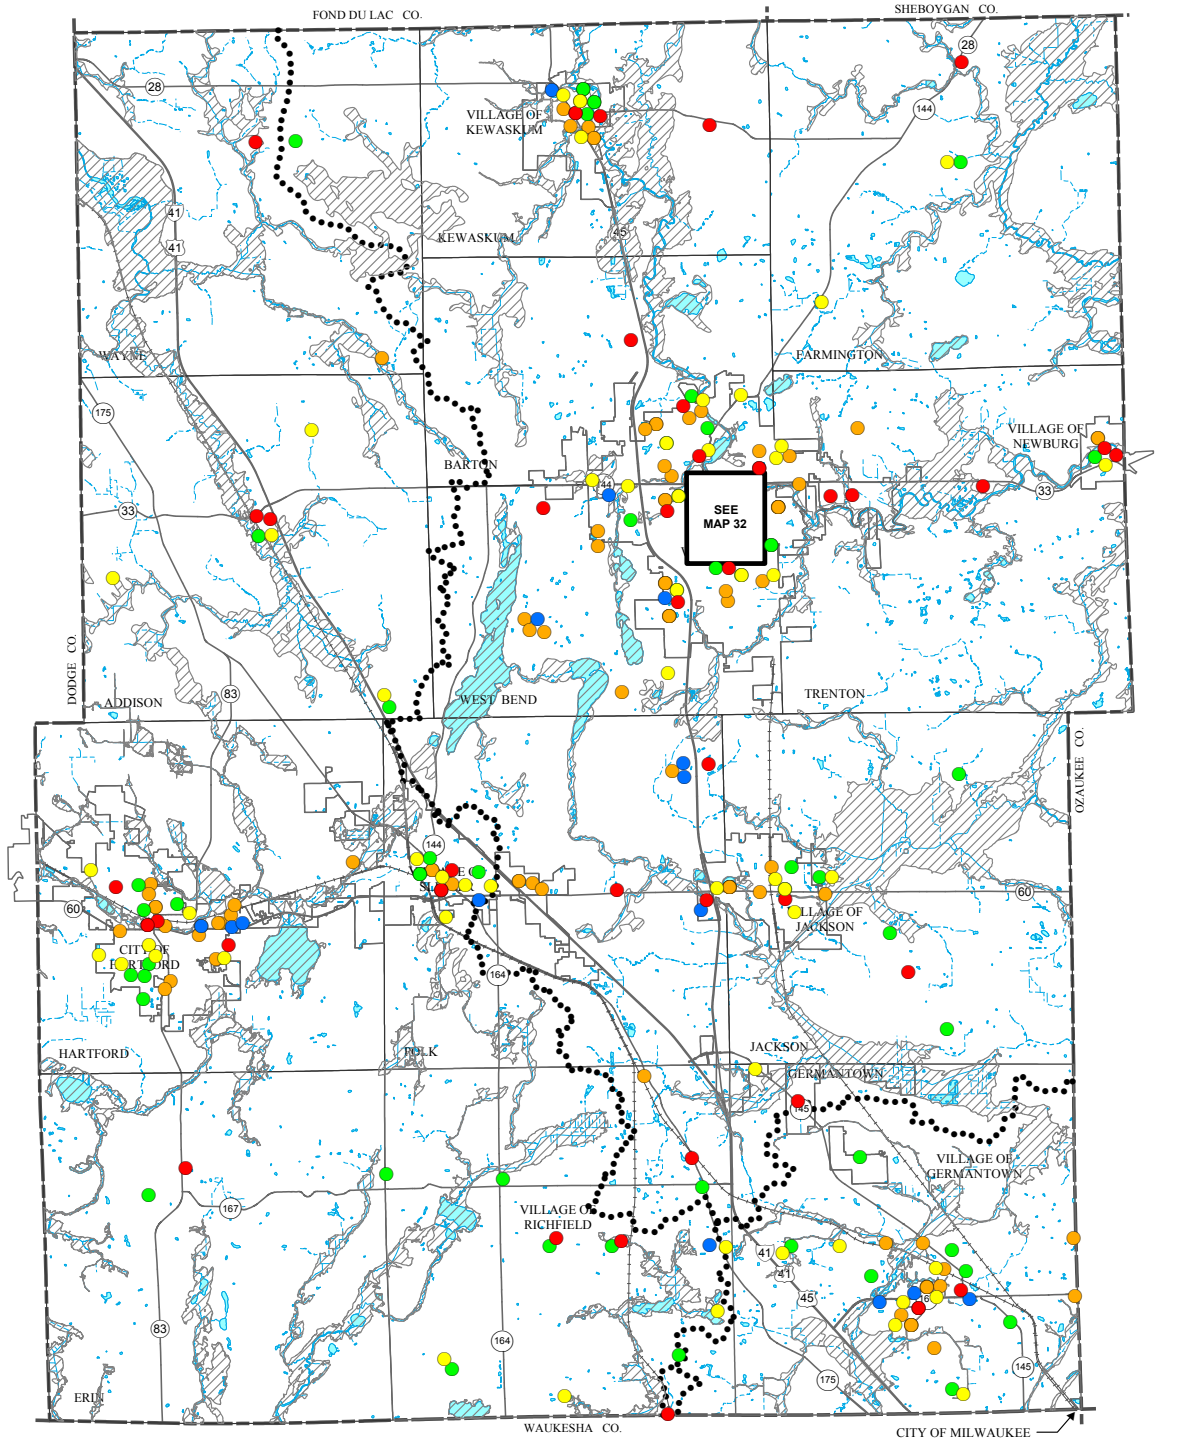 FOND DU LAC CO.
SHEBOYGAN CO.
28
28
144
VILLAGE OF
KEWASKUM
41
45
KEWASKUM
41
WAYNE
FARMINGTON
175
VILLAGE OF
NEWBURG
BARTON
33
33
SEE
MAP 32
DODGE CO.
83
ADDISON
WEST BEND
TRENTON
OZAUKEE CO.
144
60
60
VILLAGE OF
JACKSON
CITY OF
HARTFORD
164
HARTFORD
POLK
JACKSON
GERMANTOWN
145
VILLAGE OF
GERMANTOWN
167
VILLAGE OF
RICHFIELD
41
41
45
83
164
175
145
ERIN
WAUKESHA CO.
CITY OF MILWAUKEE